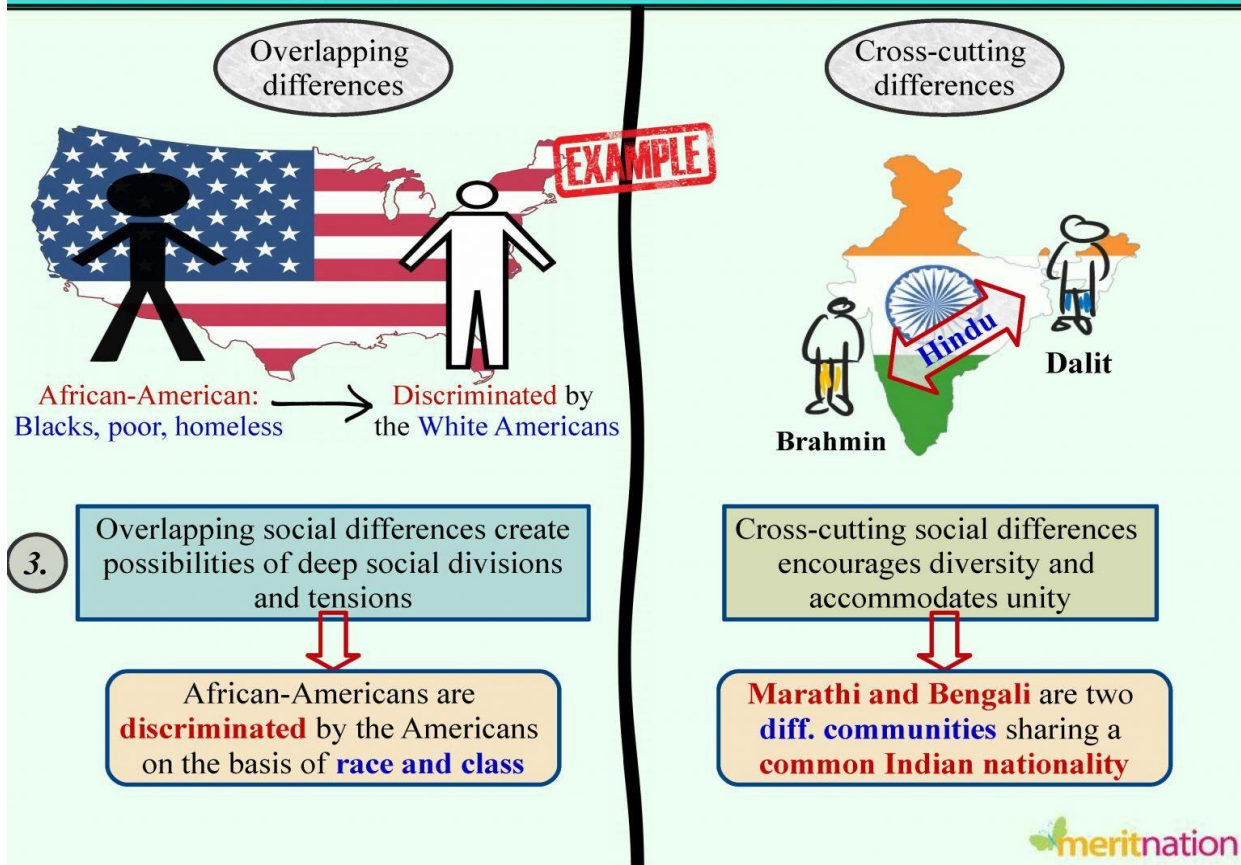 Overlapping
differences
EXAMPLE
African-American:
Blacks, poor, homeless
Discriminated by
the White Americans
3.
Overlapping social differences create
possibilities of deep social divisions
and tensions
African-Americans are
discriminated by the Americans
on the basis of race and class
Cross-cutting
differences
Hindu
Dalit
Brahmin
Cross-cutting social differences
encourages diversity and
accommodates unity
Marathi and Bengali are two
diff. communities sharing a
common Indian nationality
meritnation